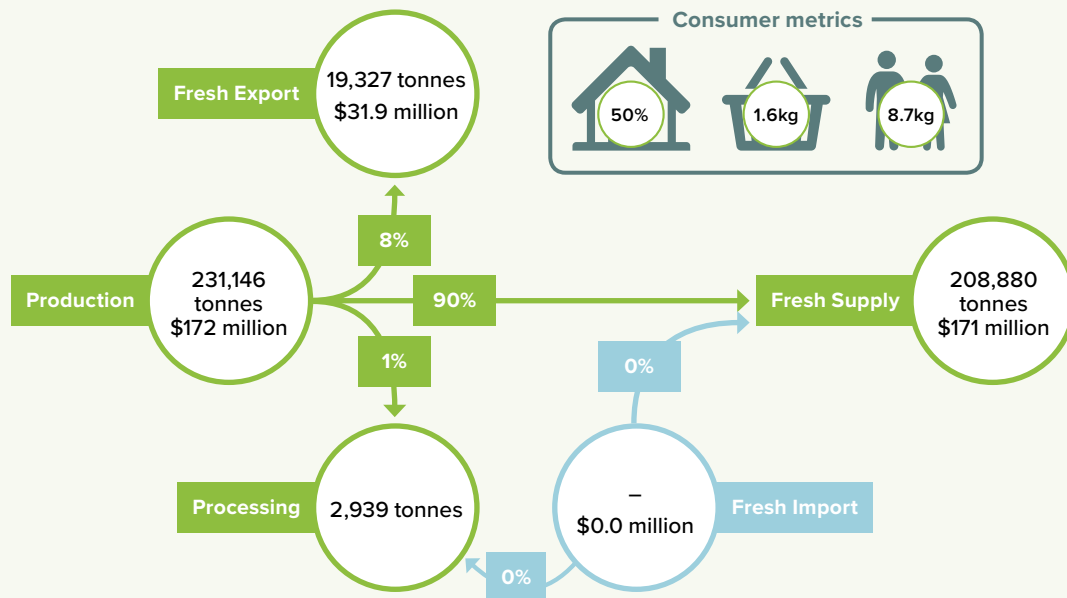 Consumer metrics
50%
1.6kg
8.7kg
Fresh Export
19,327 tonnes
$31.9 million
8%
Production
231,146
tonnes
$172 million
90%
Fresh Supply
208,880
tonnes
$171 million
1%
0%
Processing
2,939 tonnes
–
$0.0 million
Fresh Import
0%